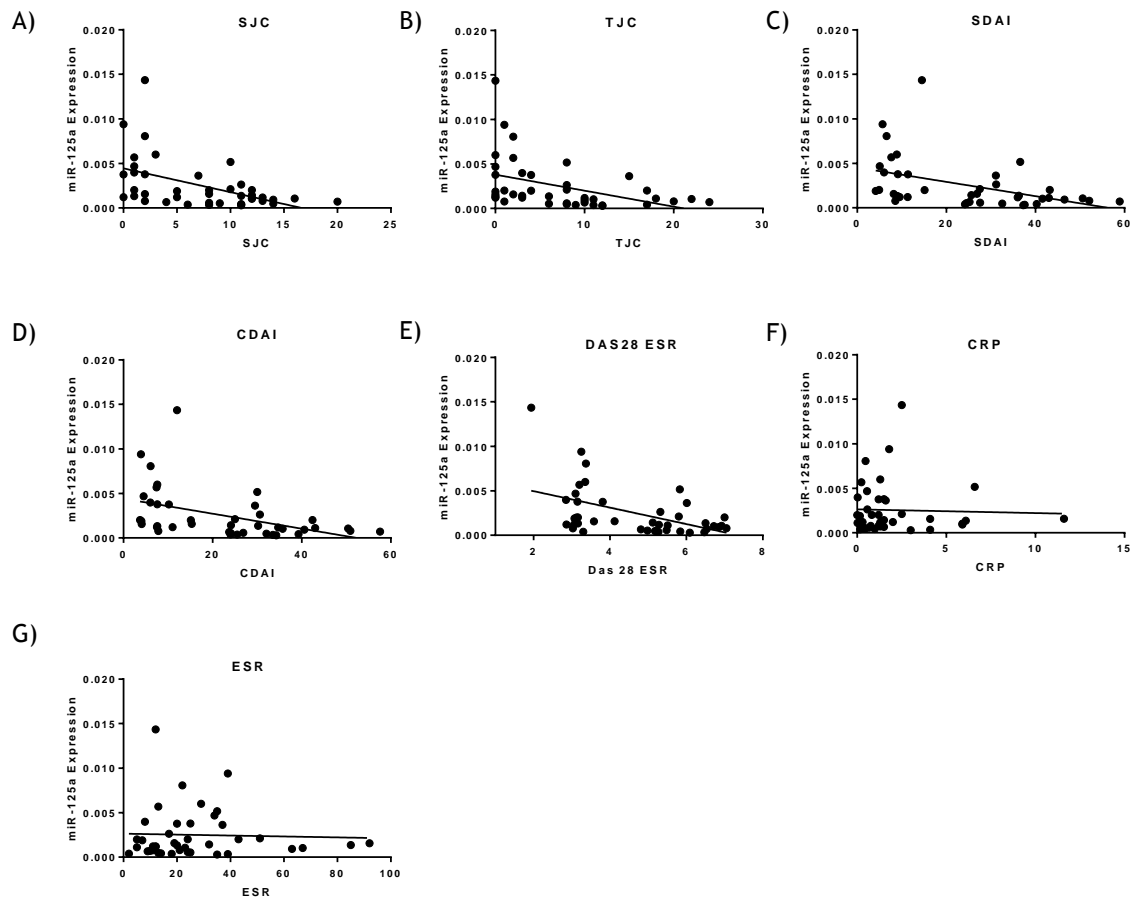 A)
SJC
miR-125a Expression
0.020
0.015
0.010
0.005
0.000
0 5 10 15 20 25
SJC
B)
TJC
miR-125a Expression
0.020
0.015
0.010
0.005
0.000
0 10 20 30
TJC
C)
SDAI
miR-125a Expression
0.020
0.015
0.010
0.005
0.000
0 20 40 60
SDAI
D)
CDAI
miR-125a Expression
0.020
0.015
0.010
0.005
0.000
0 20 40 60
CDAI
E)
DAS28 ESR
miR-125a Expression
0.020
0.015
0.010
0.005
0.000
2 4 6 8
Das 28 ESR
F)
CRP
miR-125a Expression
0.020
0.015
0.010
0.005
0.000
0 5 10 15
CRP
G)
ESR
miR-125a Expression
0.020
0.015
0.010
0.005
0.000
0 20 40 60 80 100
ESR